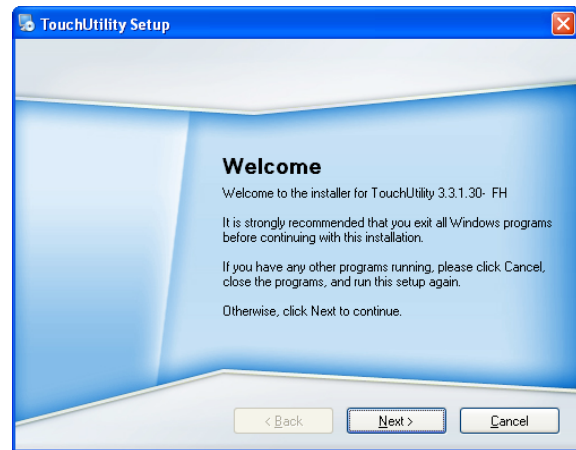 TouchUtility Setup
Welcome
Welcome to the installer for TouchUtility 3.3.1.30- FH
It is strongly recommended that you exit all Windows programs
before continuing with this installation.
If you have any other programs running, please click Cancel,
close the programs, and run this setup again.
Otherwise, click Next to continue.
< Back
Next >
Cancel